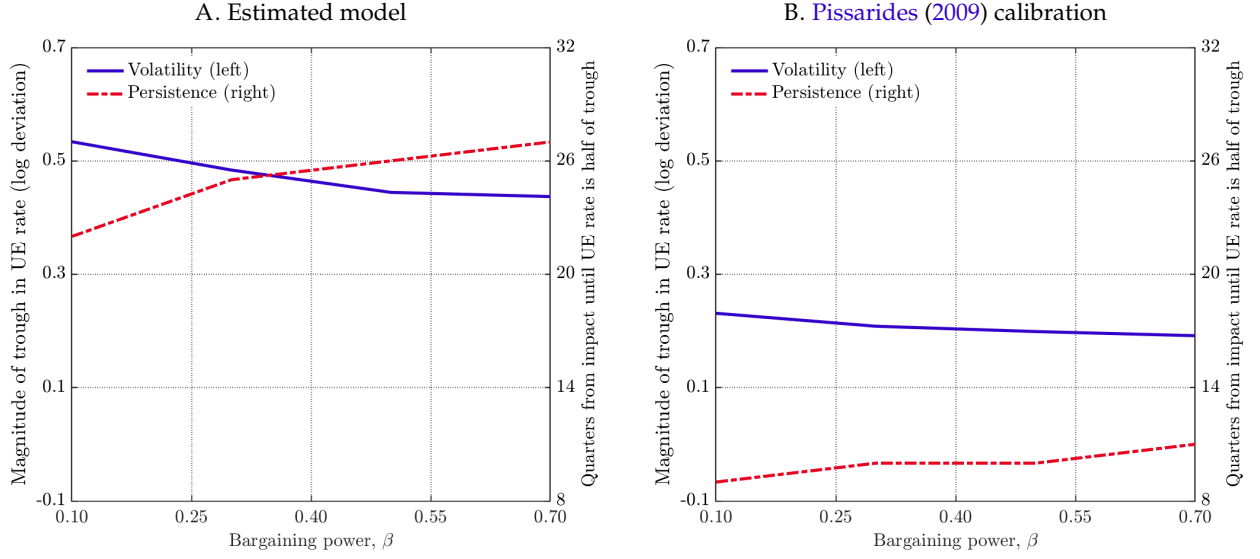 A. Estimated model
Magnitude of trough in UE rate (log deviation)
0.7
0.5
0.3
0.1
-0.1
Volatility (left)
Persistence (right)
32
26
20
14
8
Quarters from impact until UE rate is half of trough
0.10
0.25
0.40
0.55
0.70
Bargaining power, β
B. Pissarides (2009) calibration
Magnitude of trough in UE rate (log deviation)
0.7
0.5
0.3
0.1
-0.1
Volatility (left)
Persistence (right)
32
26
20
14
8
Quarters from impact until UE rate is half of trough
0.10
0.25
0.40
0.55
0.70
Bargaining power, β